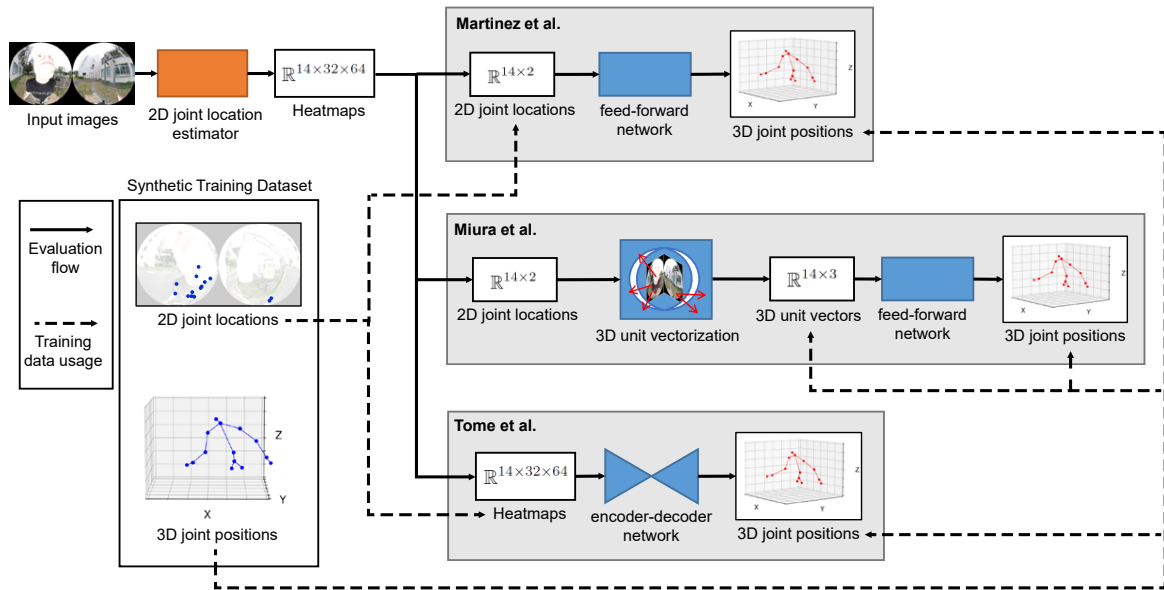 Input images
2D joint location
estimator
ℝ^{14×32×64}
Heatmaps
Martinez et al.
ℝ^{14×2}
2D joint locations
feed-forward
network
Z
X
Y
3D joint positions
Synthetic Training Dataset
Evaluation
flow
Training
data usage
2D joint locations
Z
Y
X
3D joint positions
Miura et al.
ℝ^{14×2}
2D joint locations
3D unit vectorization
ℝ^{14×3}
3D unit vectors
feed-forward
network
Z
X
Y
3D joint positions
Tome et al.
ℝ^{14×32×64}
Heatmaps
encoder-decoder
network
Z
X
Y
3D joint positions